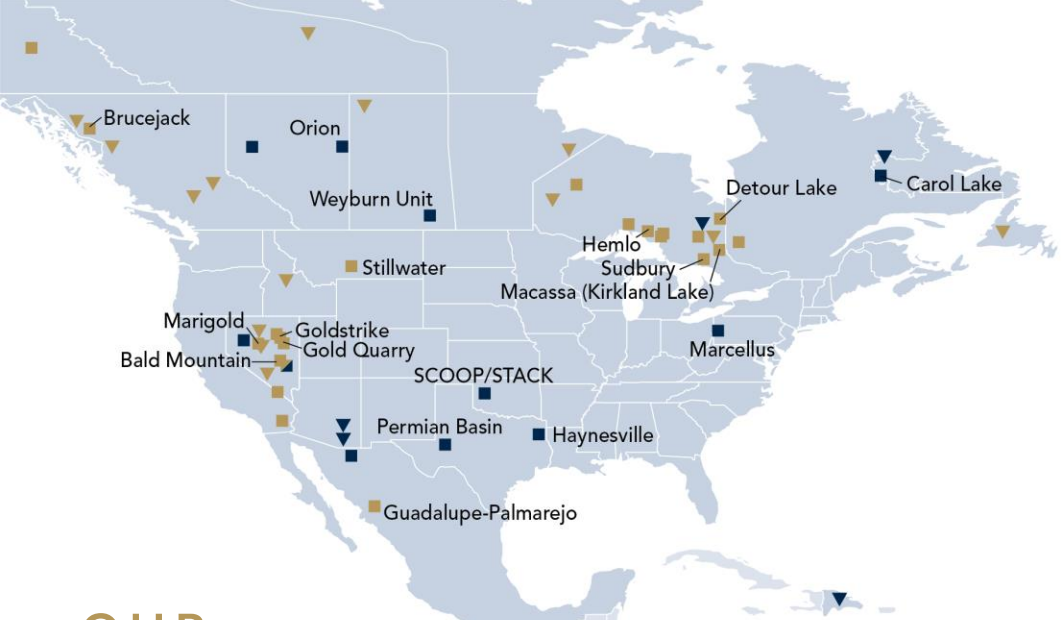 Brucejack
Orion
Weyburn Unit
Detour Lake
Carol Lake
Hemlo
Sudbury
Macassa (Kirkland Lake)
Stillwater
Marigold
Goldstrike
Gold Quarry
Bald Mountain
Marcellus
SCOOP/STACK
Permian Basin
Haynesville
Guadalupe-Palmarejo